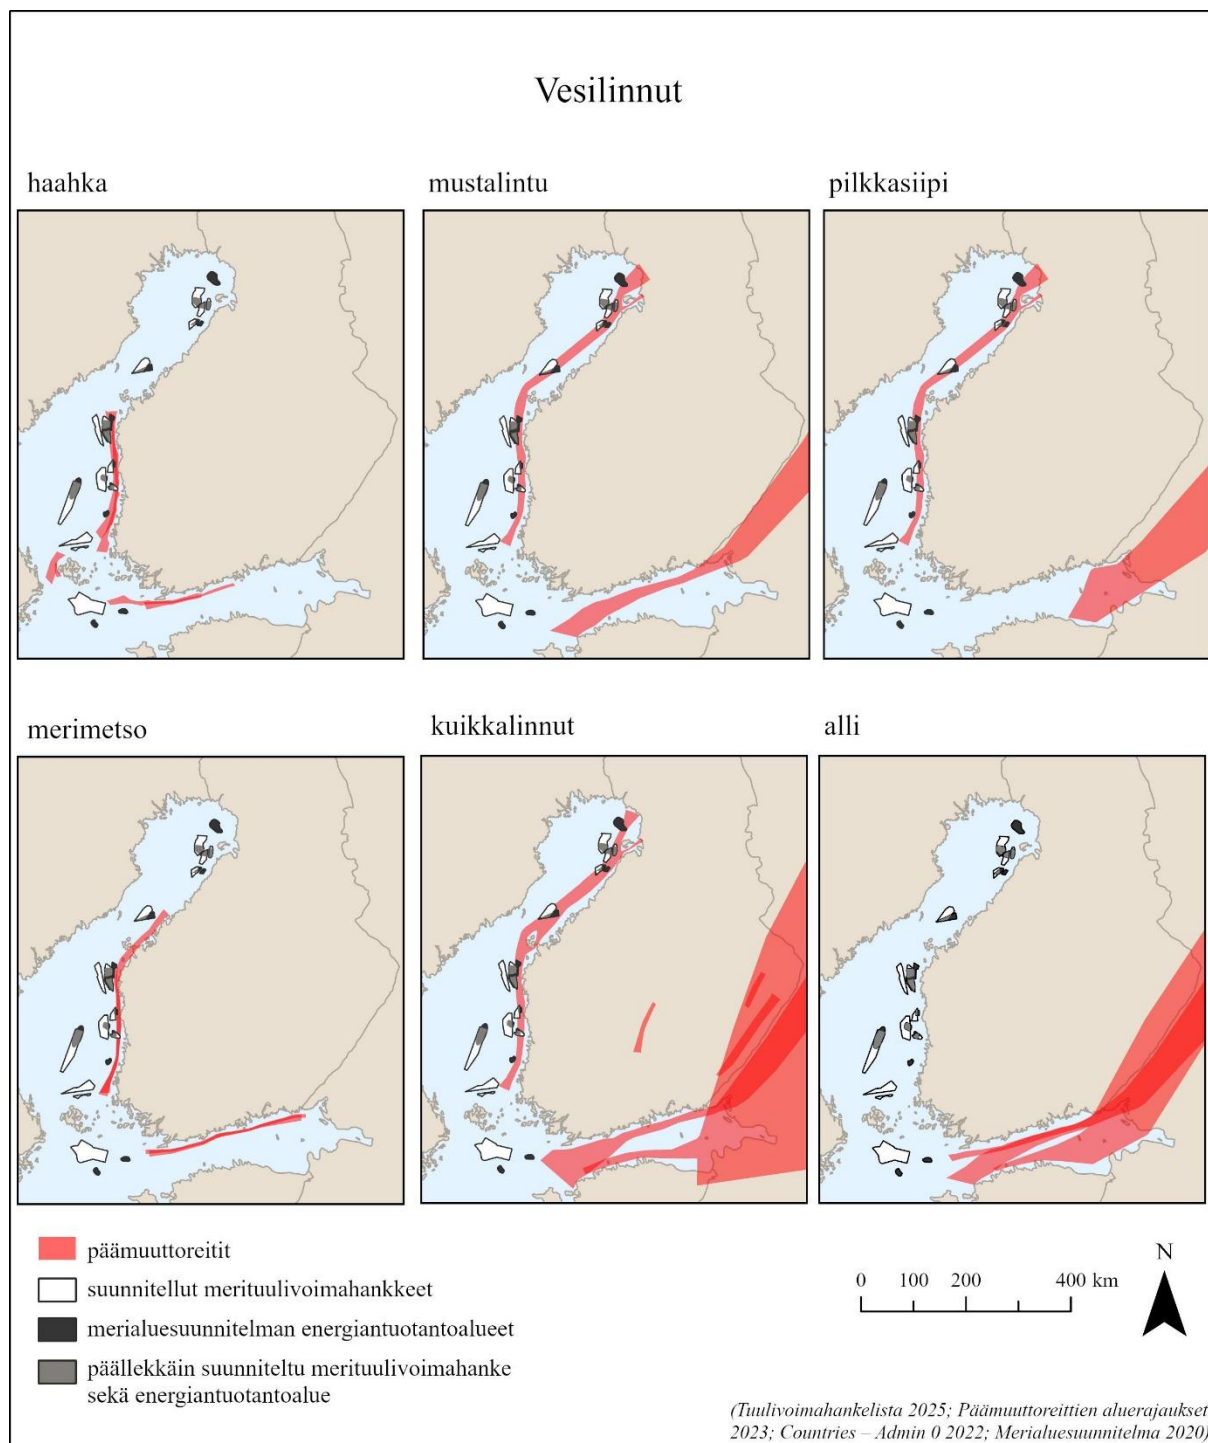 Vesilinnut
haahka
mustalintu
pilkkasiipi
merimetso
kuikkalinnut
alli
päämuuttoreitit
suunnitellut merituulivoimahankkeet
merialuesuunnitelman energiantuotantoalueet
päällekkäin suunniteltu merituulivoimahanke
sekä energiantuotantoalue
0 100 200 400 km
N
(Tuulivoimahankelista 2025; Päämuuttoreittien aluerajaukset
2023; Countries – Admin 0 2022; Merialuesuunnitelma 2020)